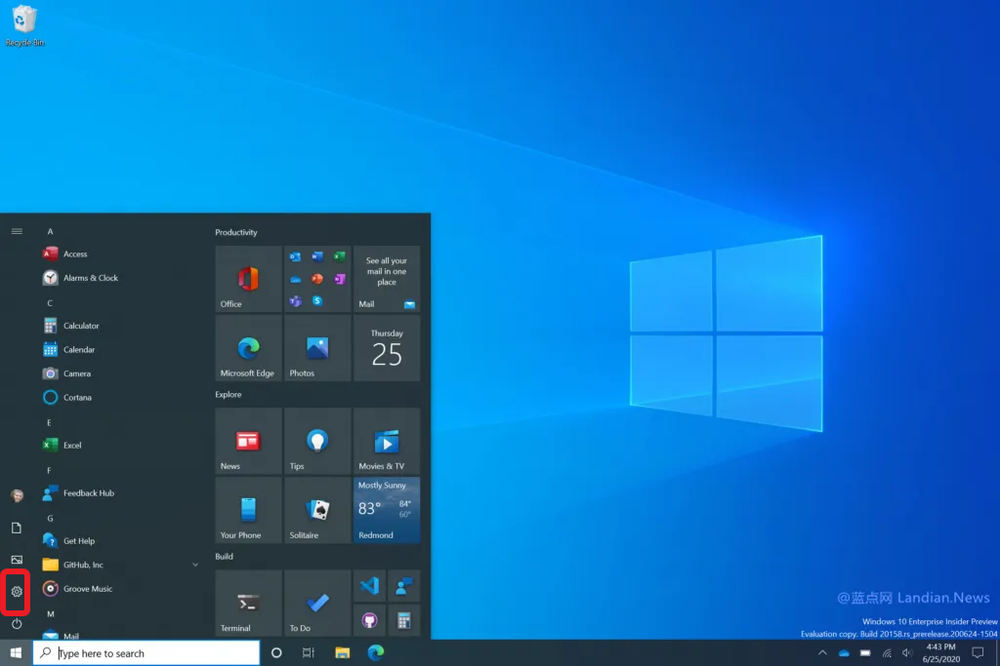 Recycle Bin
A
Access
Alarms & Clock
C
Calculator
Calendar
Camera
Cortana
E
Excel
F
Feedback Hub
G
Get Help
GitHub, Inc
Groove Music
M
Mail
Productivity
Office
See all your
mail in one
place
Mail
Microsoft Edge
Photos
Thursday
25
Explore
News
Tips
Movies & TV
Your Phone
Solitaire
Mostly Sunny
83°
84°
60°
Redmond
Build
Terminal
To Do
@蓝点网 Landian.News
Windows 10 Enterprise Insider Preview
Evaluation copy. Build 20158.rs_prerelease.200624-1504
Type here to search
4:43 PM
6/25/2020